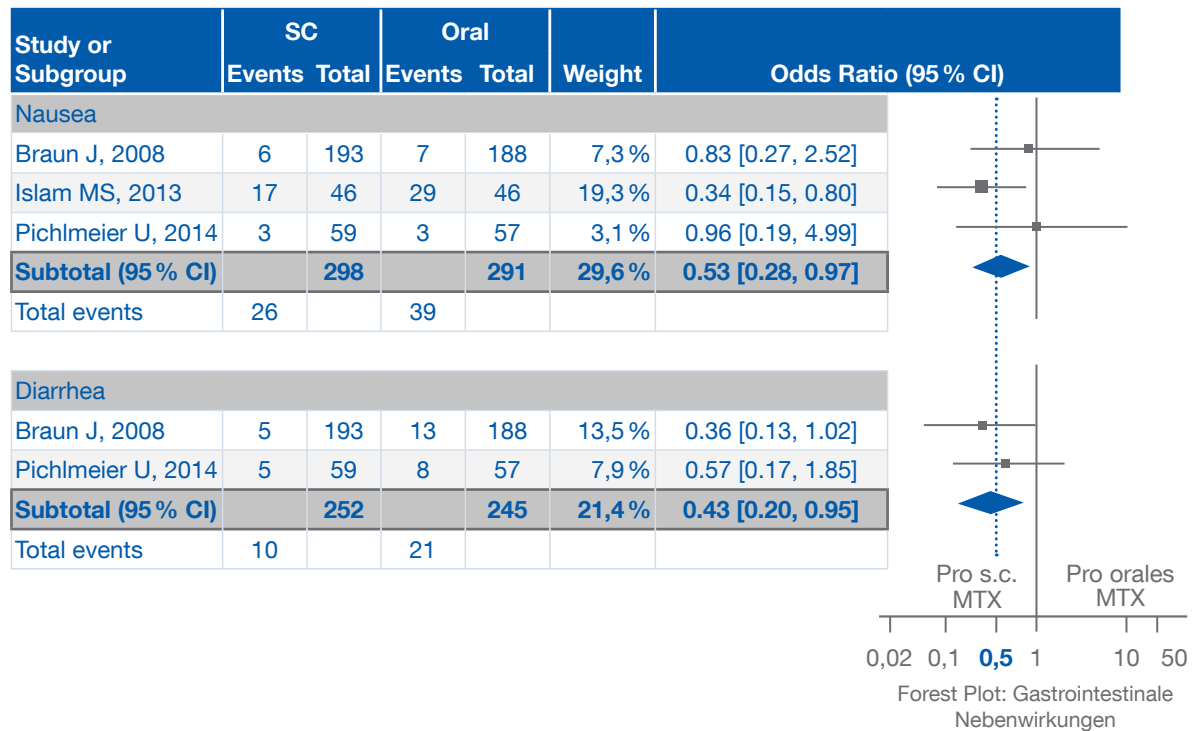 Study or Subgroup SC Oral
Events Total Events Total Weight Odds Ratio (95 % CI)
Nausea
Braun J, 2008 6 193 7 188 7,3 % 0.83 [0.27, 2.52]
Islam MS, 2013 17 46 29 46 19,3 % 0.34 [0.15, 0.80]
Pichlmeier U, 2014 3 59 3 57 3,1 % 0.96 [0.19, 4.99]
Subtotal (95 % CI) 298 291 29,6 % 0.53 [0.28, 0.97]
Total events 26 39
Diarrhea
Braun J, 2008 5 193 13 188 13,5 % 0.36 [0.13, 1.02]
Pichlmeier U, 2014 5 59 8 57 7,9 % 0.57 [0.17, 1.85]
Subtotal (95 % CI) 252 245 21,4 % 0.43 [0.20, 0.95]
Total events 10 21
Pro s.c. Pro orales
MTX MTX
0,02 0,1 0,5 1 10 50
Forest Plot: Gastrointestinale
Nebenwirkungen